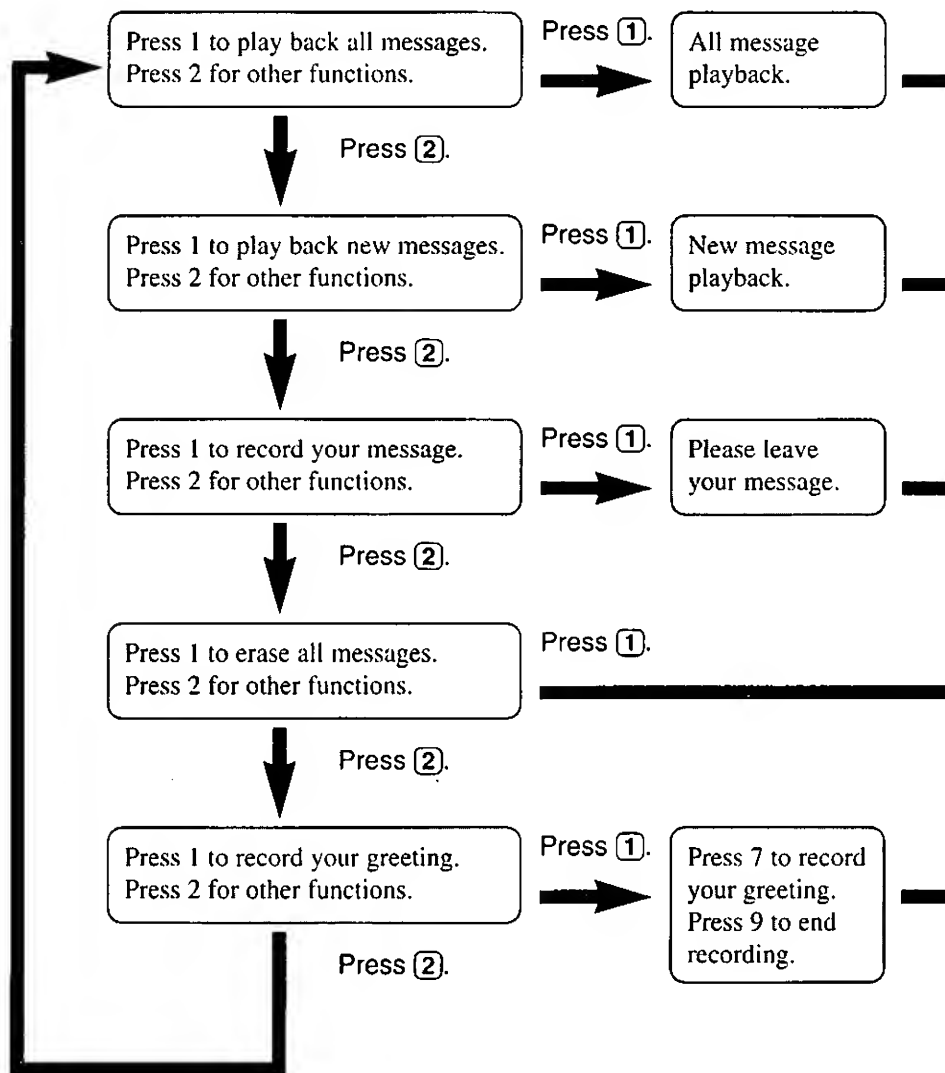 Press 1 to play back all messages.
Press 2 for other functions.
Press 1.
All message
playback.
Press 2.
Press 1 to play back new messages.
Press 2 for other functions.
Press 1.
New message
playback.
Press 2.
Press 1 to record your message.
Press 2 for other functions.
Press 1.
Please leave
your message.
Press 2.
Press 1 to erase all messages.
Press 2 for other functions.
Press 1.
Press 2.
Press 1 to record your greeting.
Press 2 for other functions.
Press 1.
Press 7 to record
your greeting.
Press 9 to end
recording.
Press 2.